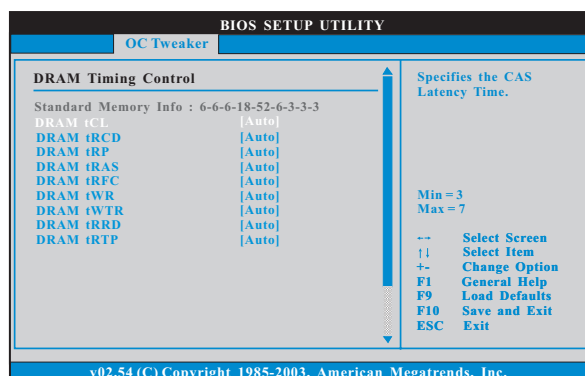 BIOS SETUP UTILITY
OC Tweaker
DRAM Timing Control
Standard Memory Info : 6-6-6-18-52-6-3-3-3
DRAM tCL [Auto]
DRAM tRCD [Auto]
DRAM tRP [Auto]
DRAM tRAS [Auto]
DRAM tRFC [Auto]
DRAM tWR [Auto]
DRAM tWTR [Auto]
DRAM tRRD [Auto]
DRAM tRTP [Auto]
Specifies the CAS
Latency Time.
Min = 3
Max = 7
←→ Select Screen
↑↓ Select Item
+- Change Option
F1 General Help
F9 Load Defaults
F10 Save and Exit
ESC Exit
v02.54 (C) Copyright 1985-2003, American Megatrends, Inc.